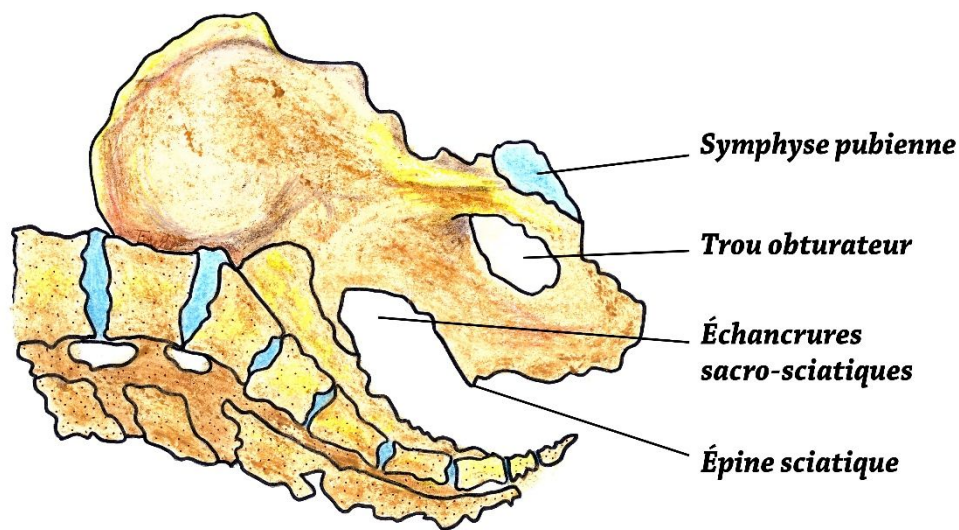 Symphyse pubienne
Trou obturateur
Échancrures
sacro-sciatiques
Épine sciatique